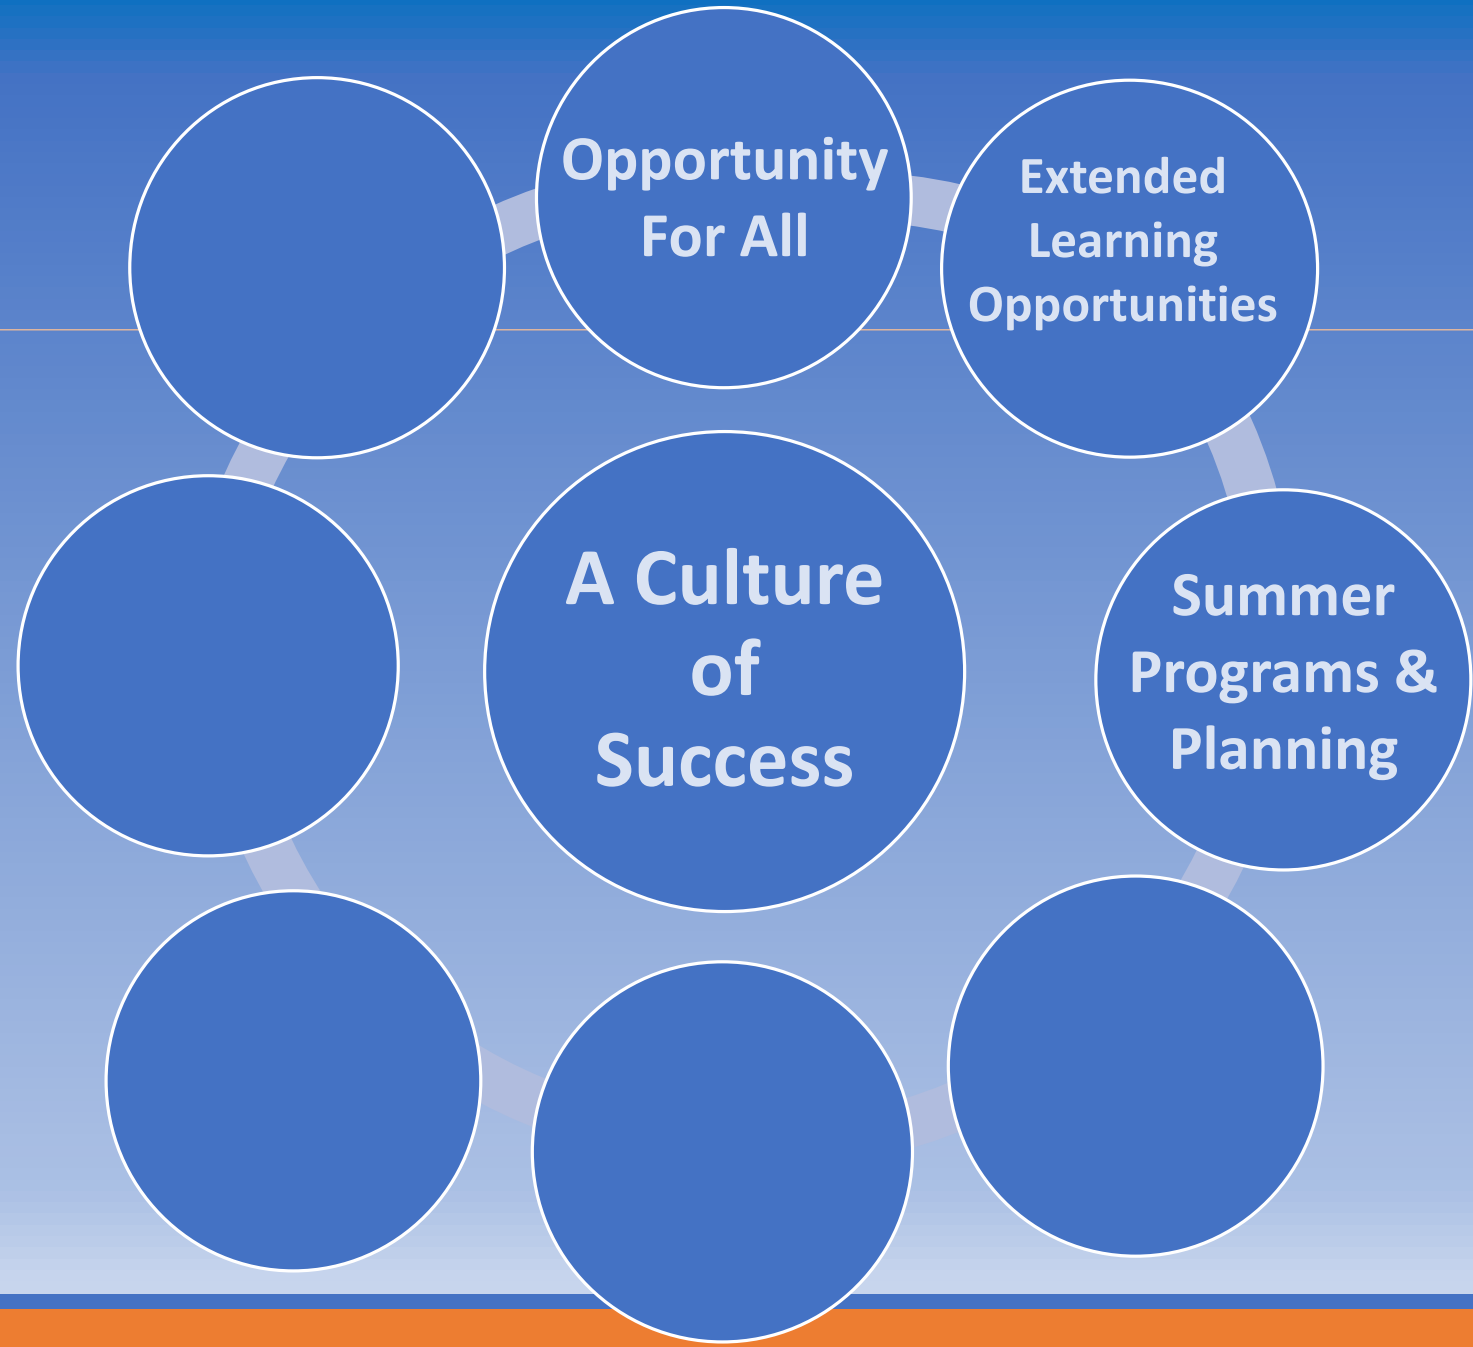 Opportunity
For All
Extended
Learning
Opportunities
A Culture
of
Success
Summer
Programs &
Planning